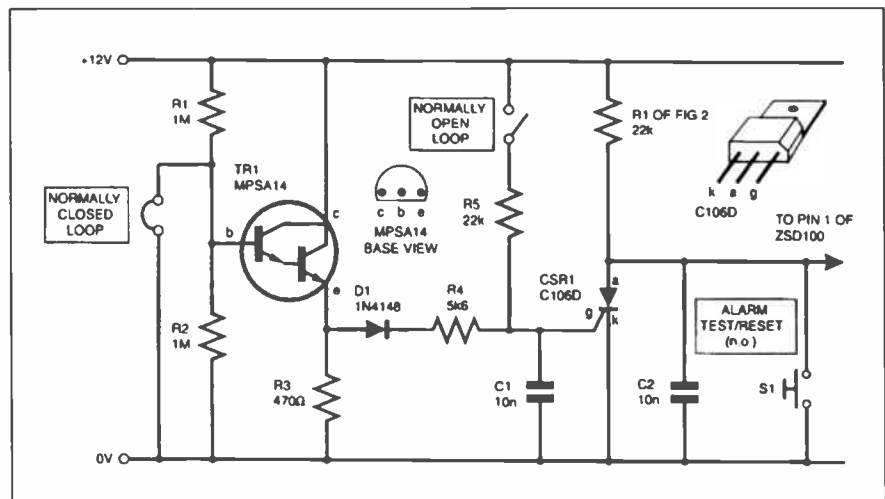 +12V
R1
1M
NORMALLY
CLOSED
LOOP
TR1
MPSA14
b
c
e
c b e
MPSA14
BASE VIEW
R2
1M
R3
470Ω
D1
1N4148
R4
5k6
NORMALLY
OPEN
LOOP
R5
22k
C1
10n
CSR1
C106D
a
g
k
R1 OF FIG 2
22k
k a g
C106D
TO PIN 1 OF
ZSD100
C2
10n
ALARM
TEST/RESET
(n.o.)
S1
0V